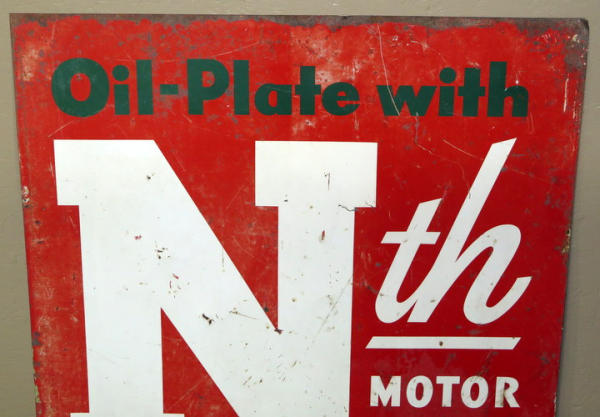 Oil-Plate with
Nth
MOTOR